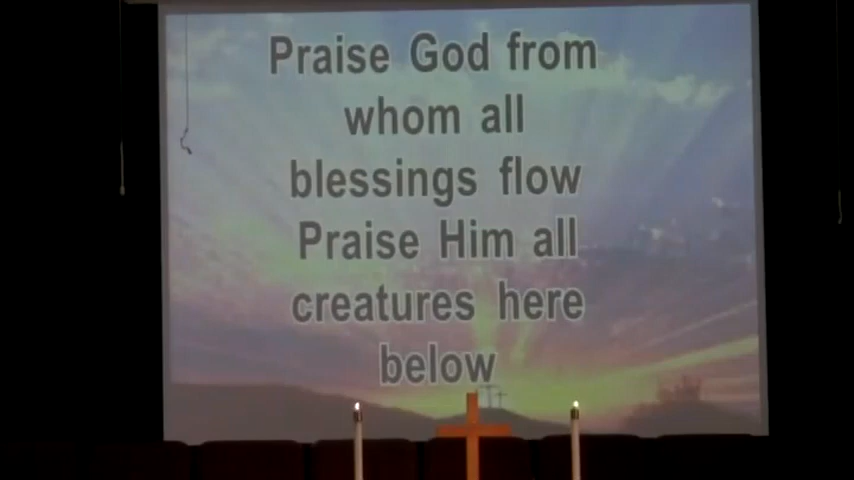 Praise God from
whom all
blessings flow
Praise Him all
creatures here
below